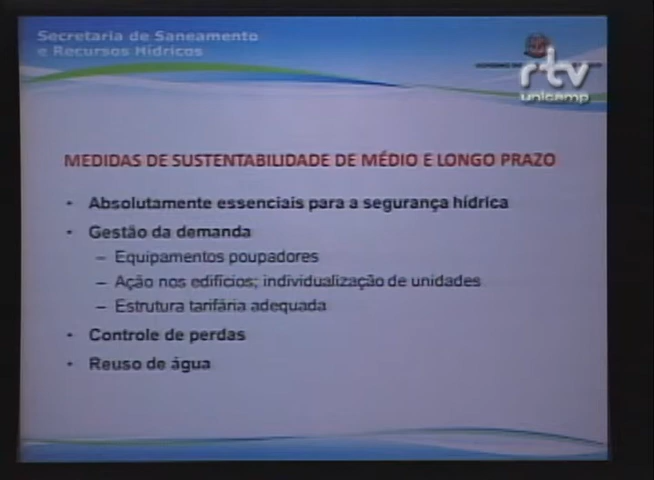 Secretaria de Saneamento
e Recursos Hídricos
rtv
unicamp
MEDIDAS DE SUSTENTABILIDADE DE MÉDIO E LONGO PRAZO
• Absolutamente essenciais para a segurança hídrica
• Gestão da demanda
– Equipamentos poupadores
– Ação nos edifícios; individualização de unidades
– Estrutura tarifária adequada
• Controle de perdas
• Reuso de água